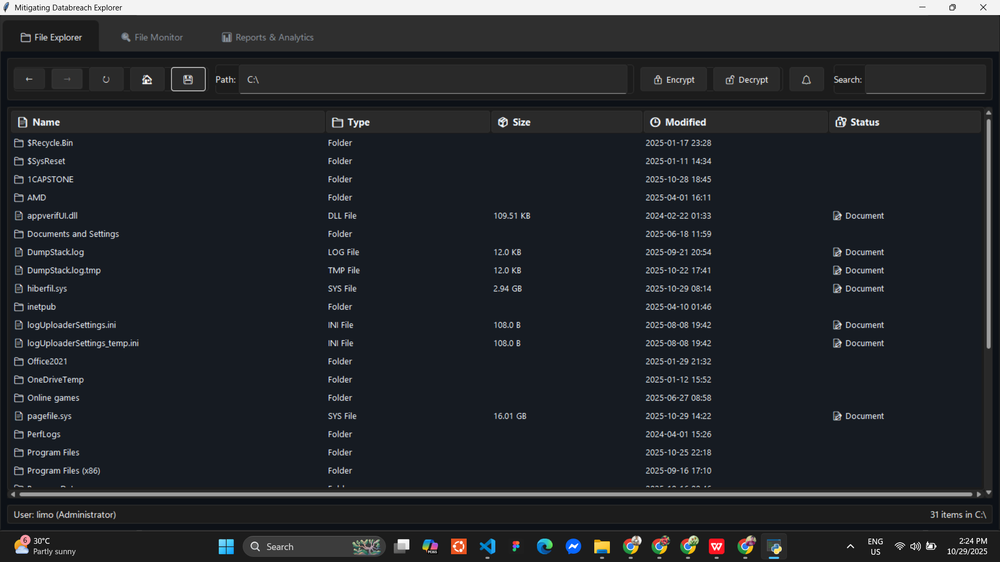 Mitigating Databreach Explorer
File Explorer File Monitor Reports & Analytics
Path: C:\ Encrypt Decrypt Search:
Name Type Size Modified Status
$Recycle.Bin Folder 2025-01-17 23:28
$SysReset Folder 2025-01-11 14:34
1CAPSTONE Folder 2025-10-28 18:45
AMD Folder 2025-04-01 16:11
appverifUI.dll DLL File 109.51 KB 2024-02-22 01:33 Document
Documents and Settings Folder 2025-06-18 11:59
DumpStack.log LOG File 12.0 KB 2025-09-21 20:54 Document
DumpStack.log.tmp TMP File 12.0 KB 2025-10-22 17:41 Document
hiberfil.sys SYS File 2.94 GB 2025-10-29 08:14 Document
inetpub Folder 2025-04-10 01:46
logUploaderSettings.ini INI File 108.0 B 2025-08-08 19:42 Document
logUploaderSettings_temp.ini INI File 108.0 B 2025-08-08 19:42 Document
Office2021 Folder 2025-01-29 21:32
OneDriveTemp Folder 2025-01-12 15:52
Online games Folder 2025-06-27 08:58
pagefile.sys SYS File 16.01 GB 2025-10-29 14:22 Document
PerfLogs Folder 2024-04-01 15:26
Program Files Folder 2025-10-25 22:18
Program Files (x86) Folder 2025-09-16 17:10
User: limo (Administrator) 31 items in C:\
6 30°C
Partly sunny
Search
M365
ENG
US
2:24 PM
10/29/2025